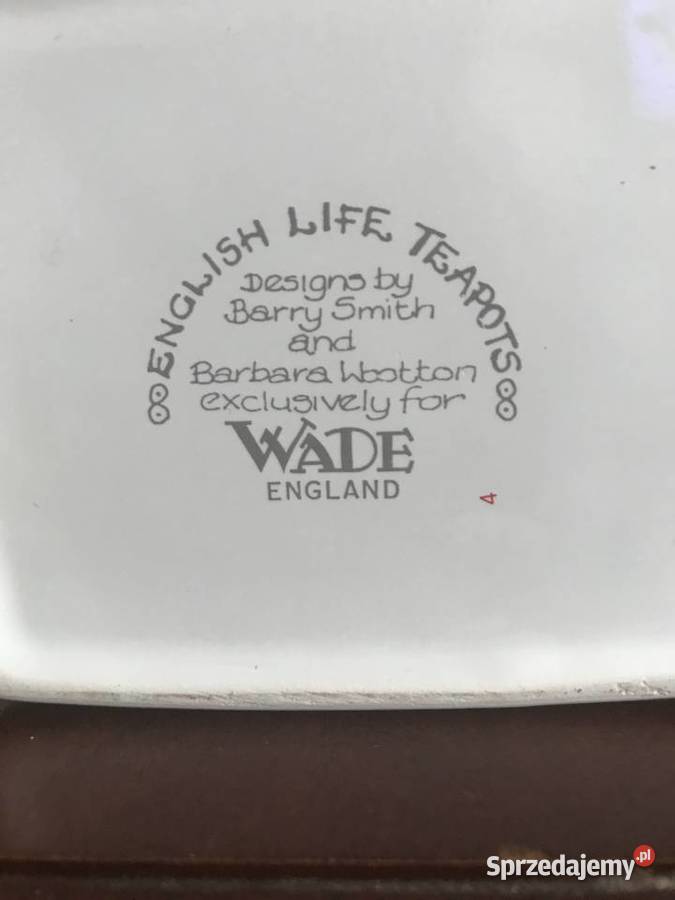 ENGLISH LIFE TEAPOTS
Designs by
Barry Smith
and
Barbara Wootton
exclusively for
WADE
ENGLAND
4
Sprzedajemy.pl